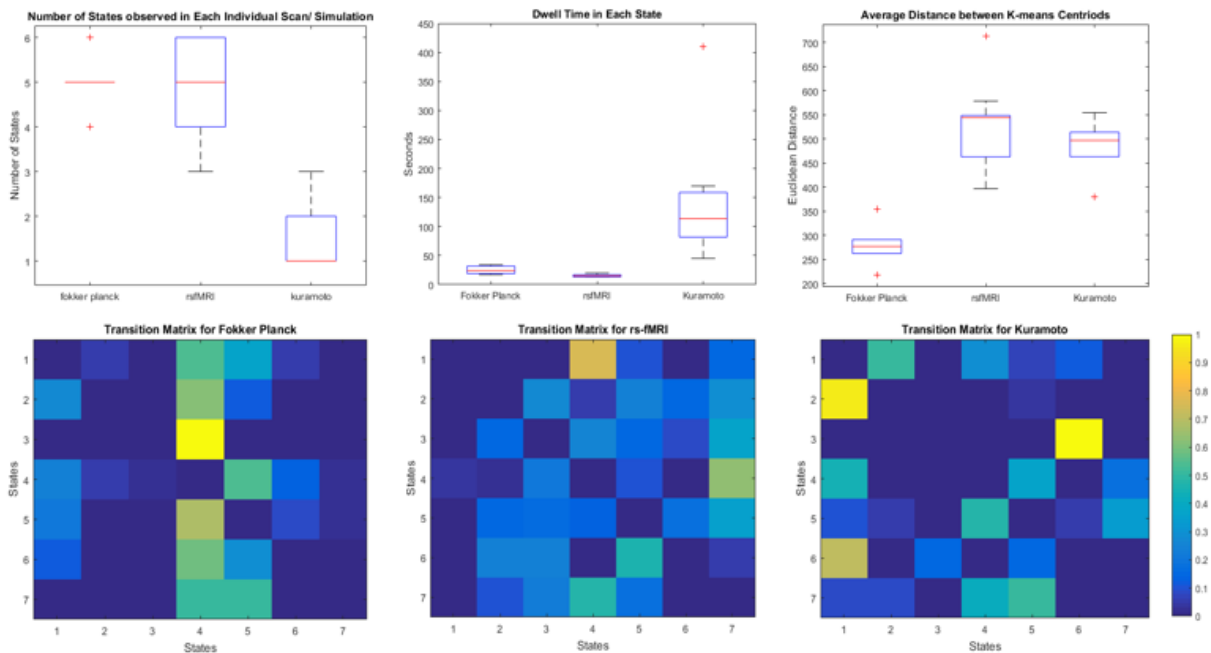 Number of States observed in Each Individual Scan/ Simulation
Number of States
6
5
4
3
2
1
fokker planck
rsfMRI
kuramoto
Dwell Time in Each State
Seconds
450
400
350
300
250
200
150
100
50
0
Fokker Planck
rsfMRI
Kuramoto
Average Distance between K-means Centriods
Euclidean Distance
700
650
600
550
500
450
400
350
300
250
200
Fokker Planck
rsfMRI
Kuramoto
Transition Matrix for Fokker Planck
States
1
2
3
4
5
6
7
1 2 3 4 5 6 7
States
Transition Matrix for rs-fMRI
States
1
2
3
4
5
6
7
1 2 3 4 5 6 7
States
Transition Matrix for Kuramoto
States
1
2
3
4
5
6
7
1 2 3 4 5 6 7
States
1
0.9
0.8
0.7
0.6
0.5
0.4
0.3
0.2
0.1
0